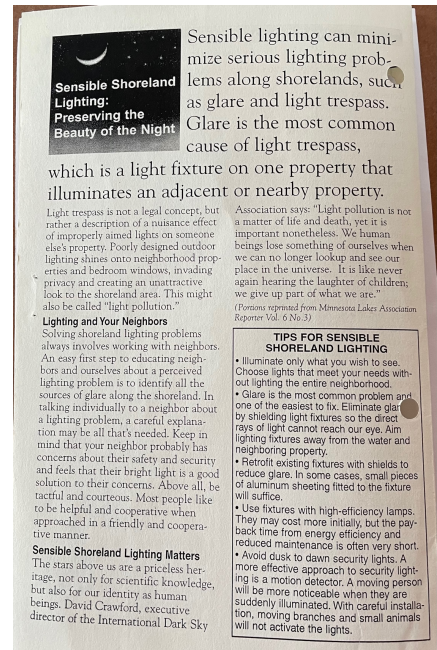 Sensible Shoreland
Lighting:
Preserving the
Beauty of the Night
Sensible lighting can mini-
mize serious lighting prob-
lems along shorelands, such
as glare and light trespass.
Glare is the most common
cause of light trespass,
which is a light fixture on one property that
illuminates an adjacent or nearby property.
Light trespass is not a legal concept, but
rather a description of a nuisance effect
of improperly aimed lights on someone
else's property. Poorly designed outdoor
lighting shines onto neighborhood prop-
erties and bedroom windows, invading
privacy and creating an unattractive
look to the shoreland area. This might
also be called "light pollution."
Lighting and Your Neighbors
Solving shoreland lighting problems
always involves working with neighbors.
An easy first step to educating neigh-
bors and ourselves about a perceived
lighting problem is to identify all the
sources of glare along the shoreland. In
talking individually to a neighbor about
a lighting problem, a careful explana-
tion may be all that's needed. Keep in
mind that your neighbor probably has
concerns about their safety and security
and feels that their bright light is a good
solution to their concerns. Above all, be
tactful and courteous. Most people like
to be helpful and cooperative when
approached in a friendly and coopera-
tive manner.
Sensible Shoreland Lighting Matters
The stars above us are a priceless her-
itage, not only for scientific knowledge,
but also for our identity as human
beings. David Crawford, executive
director of the International Dark Sky
Association says: "Light pollution is not
a matter of life and death, yet it is
important nonetheless. We human
beings lose something of ourselves when
we can no longer lookup and see our
place in the universe. It is like never
again hearing the laughter of children;
we give up part of what we are."
(Portions reprinted from Minnesota Lakes Association
Reporter Vol. 6 No.3)
TIPS FOR SENSIBLE
SHORELAND LIGHTING
• Illuminate only what you wish to see.
Choose lights that meet your needs with-
out lighting the entire neighborhood.
• Glare is the most common problem and
one of the easiest to fix. Eliminate glare
by shielding light fixtures so the direct
rays of light cannot reach our eye. Aim
lighting fixtures away from the water and
neighboring property.
• Retrofit existing fixtures with shields to
reduce glare. In some cases, small pieces
of aluminum sheeting fitted to the fixture
will suffice.
• Use fixtures with high-efficiency lamps.
They may cost more initially, but the pay-
back time from energy efficiency and
reduced maintenance is often very short.
• Avoid dusk to dawn security lights. A
more effective approach to security light-
ing is a motion detector. A moving person
will be more noticeable when they are
suddenly illuminated. With careful installa-
tion, moving branches and small animals
will not activate the lights.